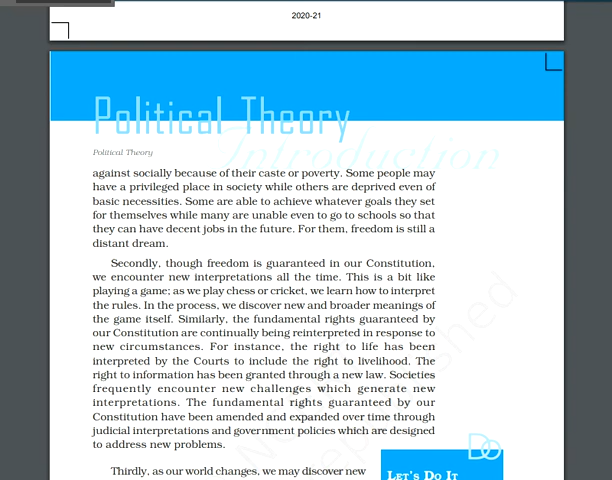 2020-21
Political Theory
Introduction
Political Theory
against socially because of their caste or poverty. Some people may
have a privileged place in society while others are deprived even of
basic necessities. Some are able to achieve whatever goals they set
for themselves while many are unable even to go to schools so that
they can have decent jobs in the future. For them, freedom is still a
distant dream.
Secondly, though freedom is guaranteed in our Constitution,
we encounter new interpretations all the time. This is a bit like
playing a game; as we play chess or cricket, we learn how to interpret
the rules. In the process, we discover new and broader meanings of
the game itself. Similarly, the fundamental rights guaranteed by
our Constitution are continually being reinterpreted in response to
new circumstances. For instance, the right to life has been
interpreted by the Courts to include the right to livelihood. The
right to information has been granted through a new law. Societies
frequently encounter new challenges which generate new
interpretations. The fundamental rights guaranteed by our
Constitution have been amended and expanded over time through
judicial interpretations and government policies which are designed
to address new problems.
Thirdly, as our world changes, we may discover new
Do
LET'S DO IT